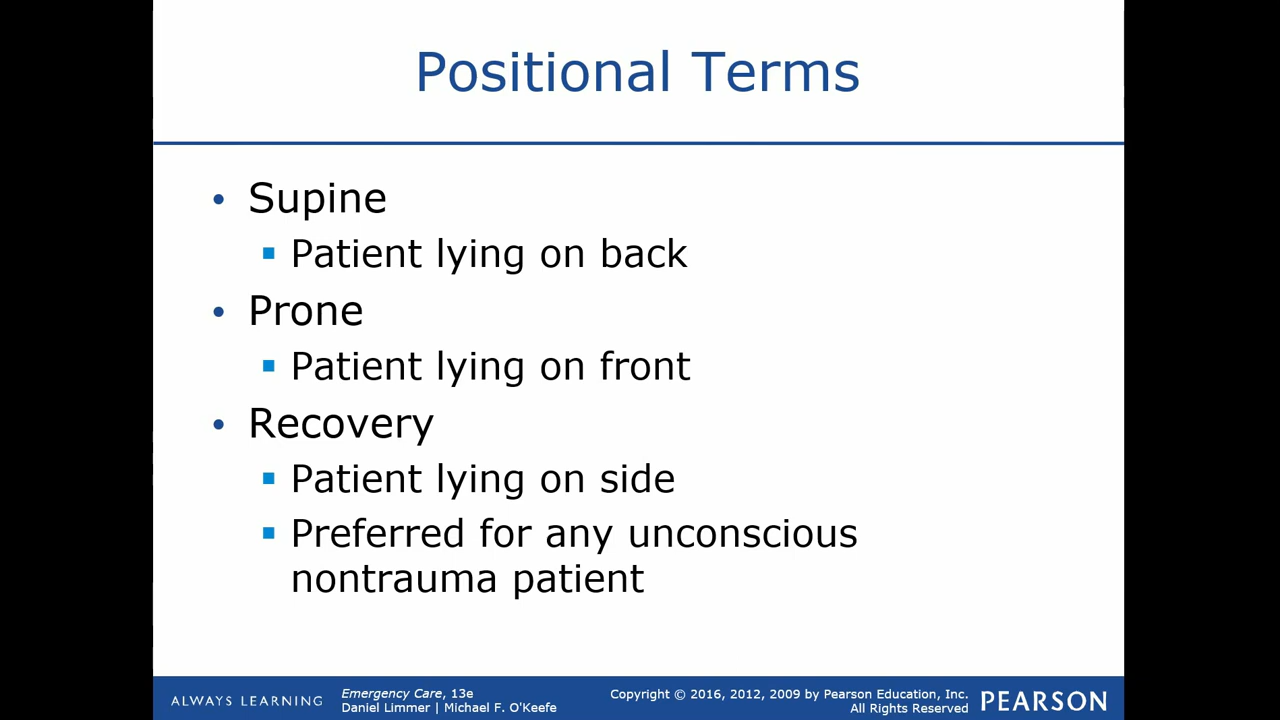 Positional Terms
• Supine
▪ Patient lying on back
• Prone
▪ Patient lying on front
• Recovery
▪ Patient lying on side
▪ Preferred for any unconscious
nontrauma patient
ALWAYS LEARNING
Emergency Care, 13e
Daniel Limmer | Michael F. O'Keefe
Copyright © 2016, 2012, 2009 by Pearson Education, Inc.
All Rights Reserved
PEARSON